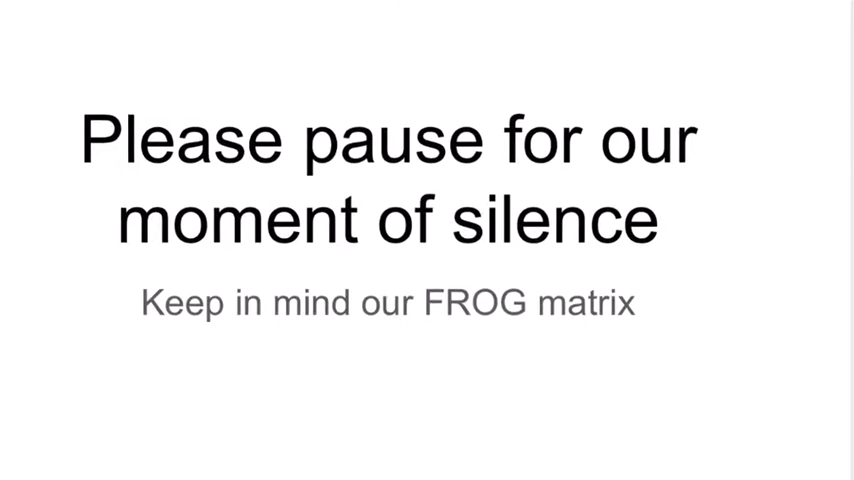 Please pause for our
moment of silence
Keep in mind our FROG matrix